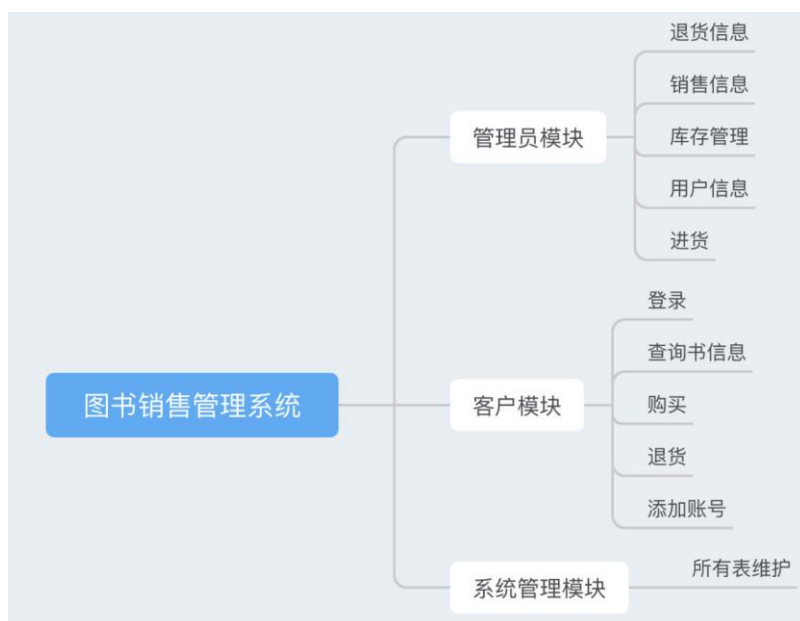 图书销售管理系统
管理员模块
退货信息
销售信息
库存管理
用户信息
进货
客户模块
登录
查询书信息
购买
退货
添加账号
系统管理模块
所有表维护